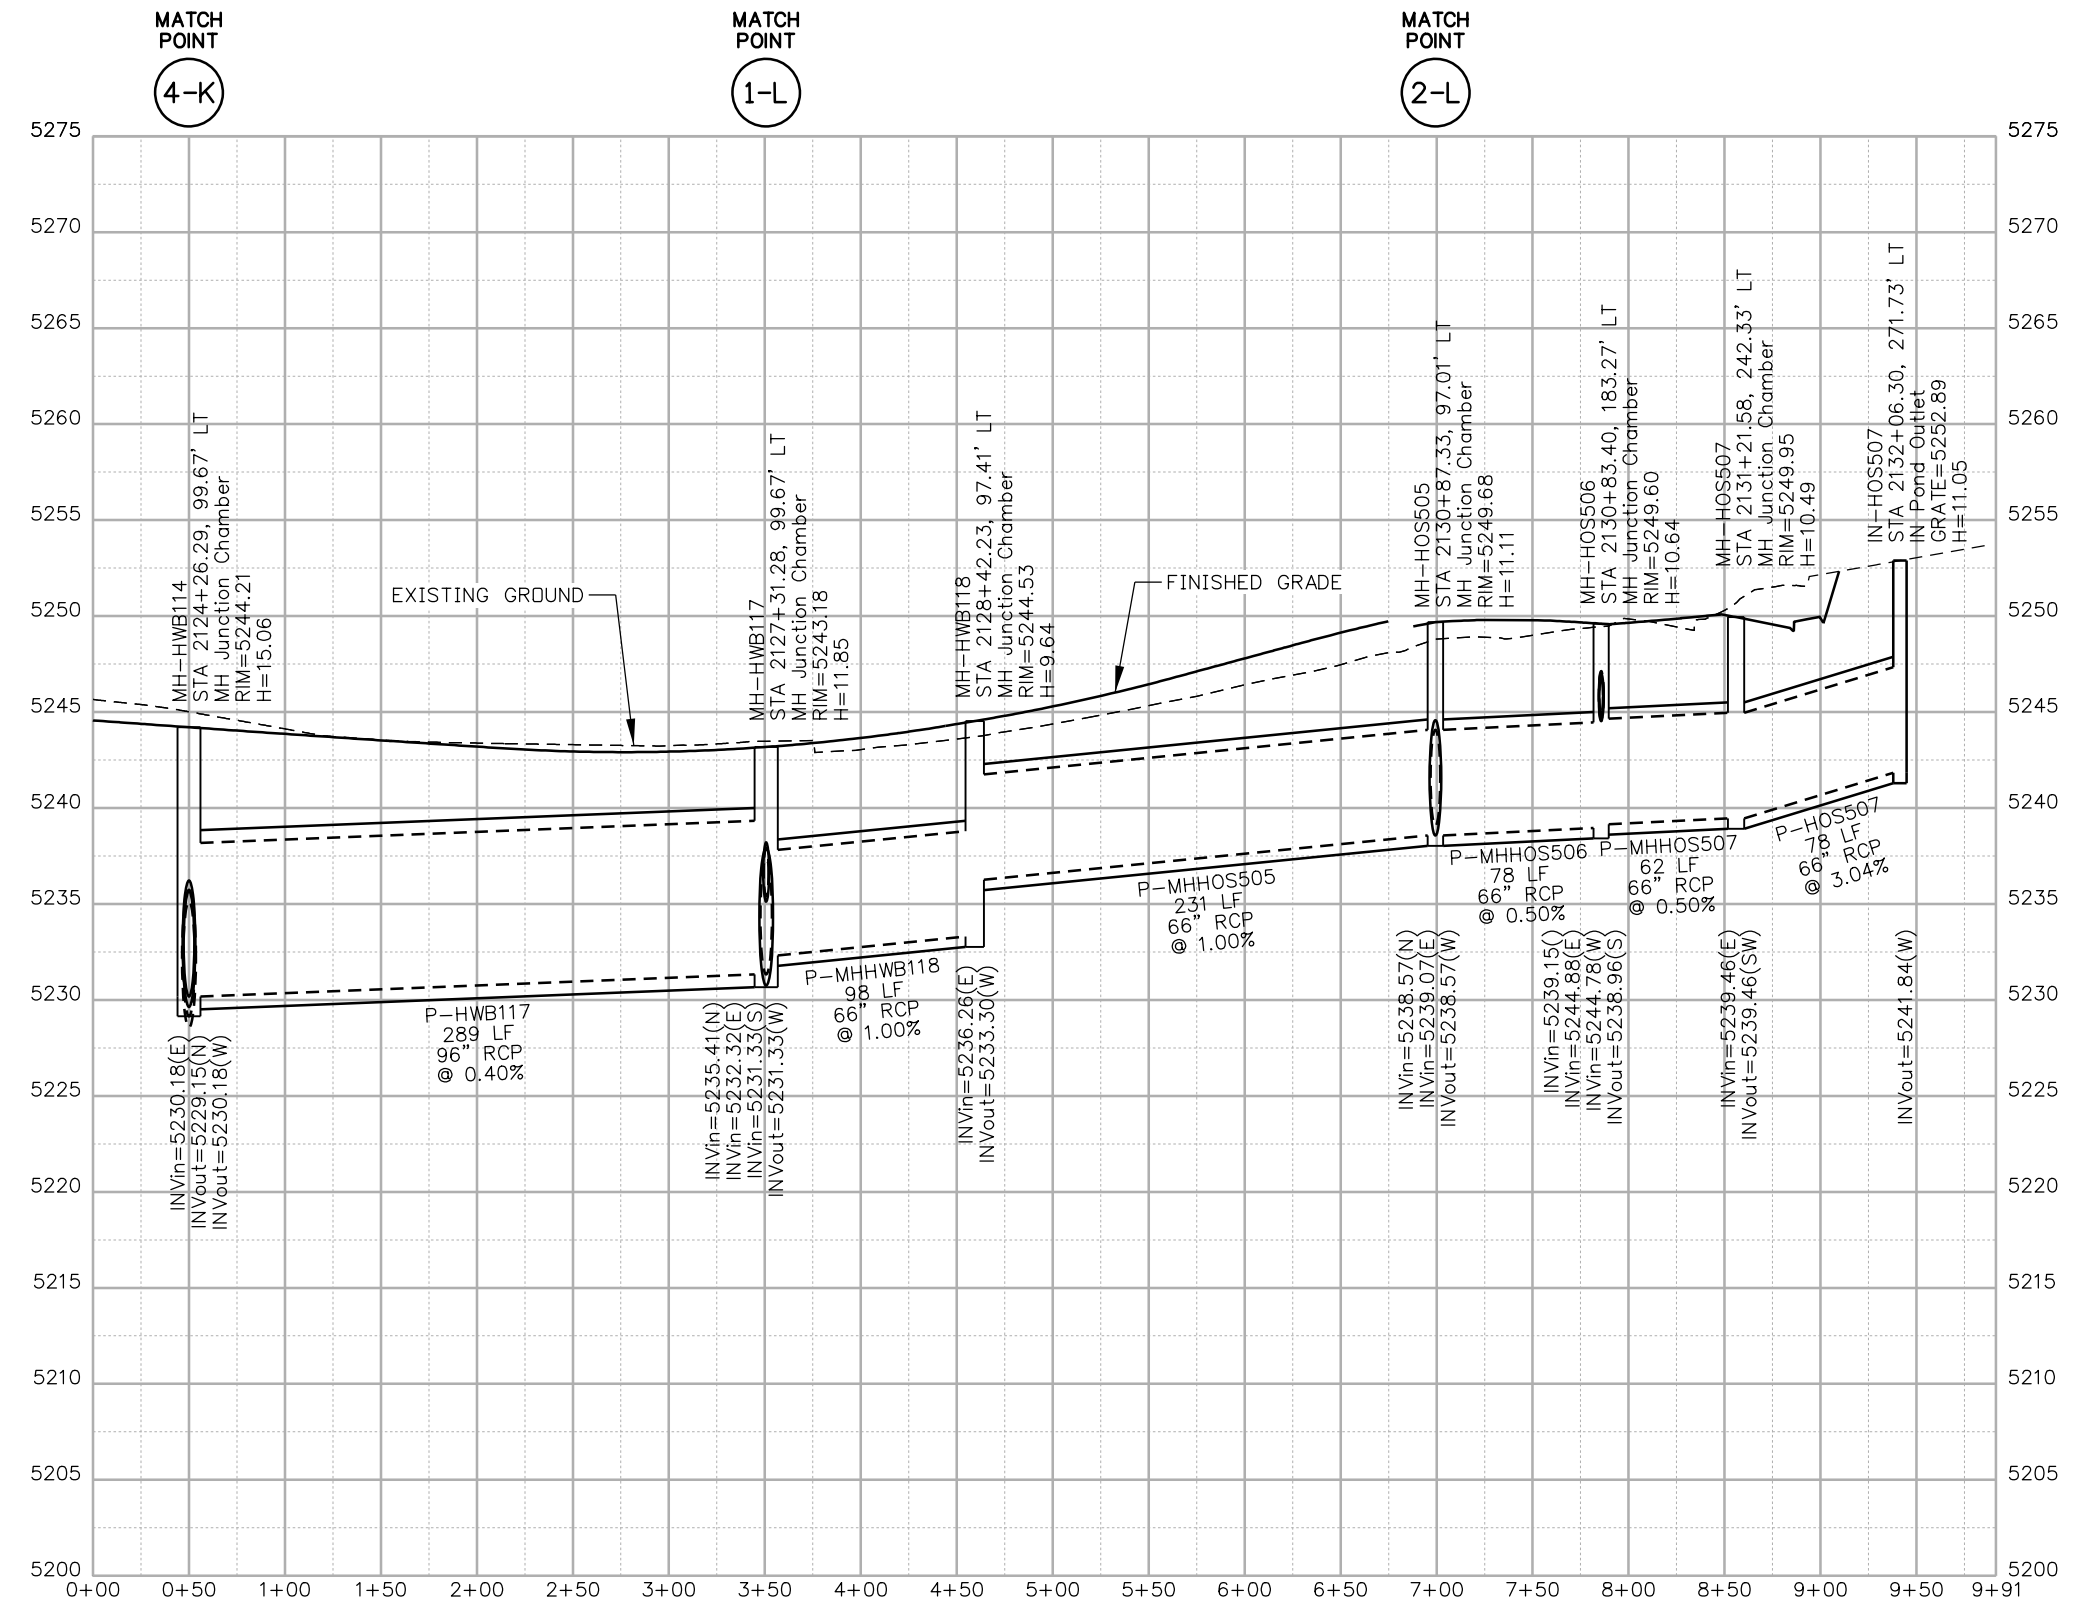 MATCH
POINT
4-K
MATCH
POINT
1-L
MATCH
POINT
2-L
5275
5270
5265
5260
5255
5250
5245
5240
5235
5230
5225
5220
5215
5210
5205
5200
MH-HWB114
STA 2124+26.29, 99.67' LT
MH Junction Chamber
RIM=5244.21
H=15.06
EXISTING GROUND
MH-HWB117
STA 2127+31.28, 99.67' LT
MH Junction Chamber
RIM=5243.18
H=11.85
MH-HWB118
STA 2128+42.23, 97.41' LT
MH Junction Chamber
RIM=5244.53
H=9.64
FINISHED GRADE
MH-HOS505
STA 2130+87.33, 97.01' LT
MH Junction Chamber
RIM=5249.68
H=11.11
MH-HOS506
STA 2130+83.40, 183.27' LT
MH Junction Chamber
RIM=5249.60
H=10.64
MH-HOS507
STA 2131+21.58, 242.33' LT
MH Junction Chamber
RIM=5249.95
H=10.49
IN-HOS507
STA 2132+06.30, 271.73' LT
IN Pond Outlet
GRATE=5252.89
H=11.05
P-HWB117
289 LF
96" RCP
@ 0.40%
P-MHHWB118
98 LF
66" RCP
@ 1.00%
P-MHHOS505
231 LF
66" RCP
@ 1.00%
P-MHHOS506
78 LF
66" RCP
@ 0.50%
P-MHHOS507
62 LF
66" RCP
@ 0.50%
P-HOS507
78 LF
66" RCP
@ 3.04%
INVin=5230.18(E)
INVout=5229.15(N)
INVout=5230.18(W)
INVin=5235.41(N)
INVin=5232.32(E)
INVin=5231.33(S)
INVout=5231.33(W)
INVin=5236.26(E)
INVout=5233.30(W)
INVin=5238.57(N)
INVin=5239.07(E)
INVout=5238.57(W)
INVin=5239.15()
INVin=5244.88(E)
INVin=5244.78(W)
INVout=5238.96(S)
INVin=5239.46(E)
INVout=5239.46(SW)
INVout=5241.84(W)
5275
5270
5265
5260
5255
5250
5245
5240
5235
5230
5225
5220
5215
5210
5205
5200
0+00 0+50 1+00 1+50 2+00 2+50 3+00 3+50 4+00 4+50 5+00 5+50 6+00 6+50 7+00 7+50 8+00 8+50 9+00 9+50 9+91